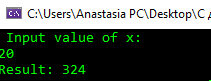 C:\Users\Anastasia PC\Desktop\C
Input value of x:
20
Result: 324